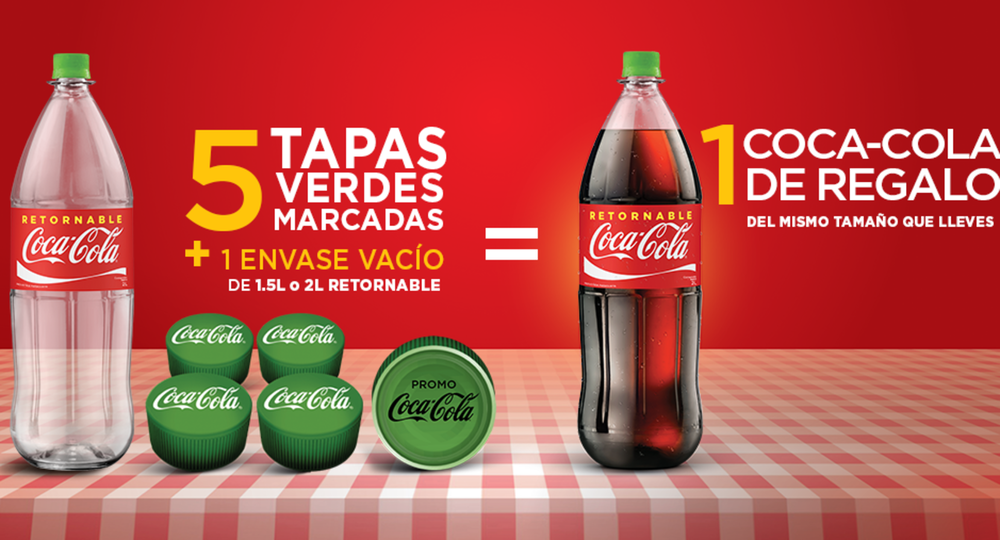 RETORNABLE
Coca-Cola
5 TAPAS
VERDES
MARCADAS
+ 1 ENVASE VACÍO
DE 1.5L o 2L RETORNABLE
=
RETORNABLE
Coca-Cola
1 COCA-COLA
DE REGALO
DEL MISMO TAMAÑO QUE LLEVES
Coca-Cola
Coca-Cola
Coca-Cola
Coca-Cola
PROMO
Coca-Cola